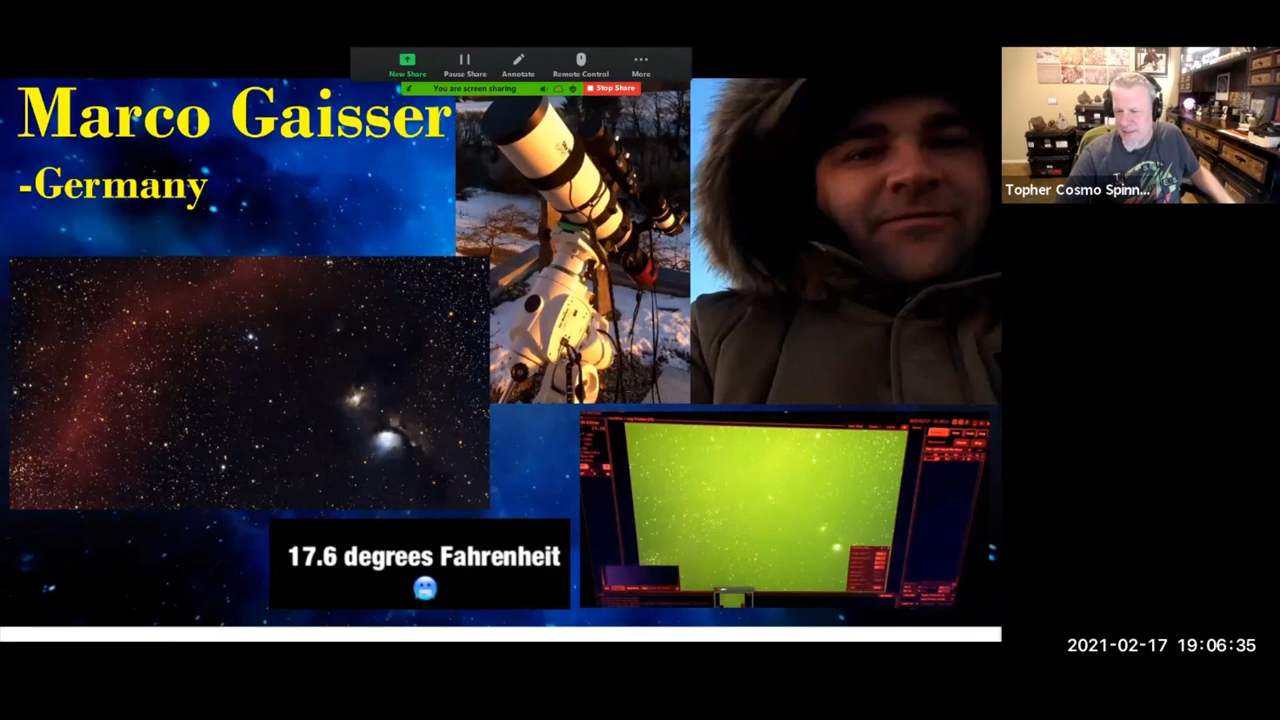 New Share
Pause Share
Annotate
Remote Control
More
You are screen sharing
Stop Share
Marco Gaisser
-Germany
Topher Cosmo Spinn...
17.6 degrees Fahrenheit
2021-02-17 19:06:35